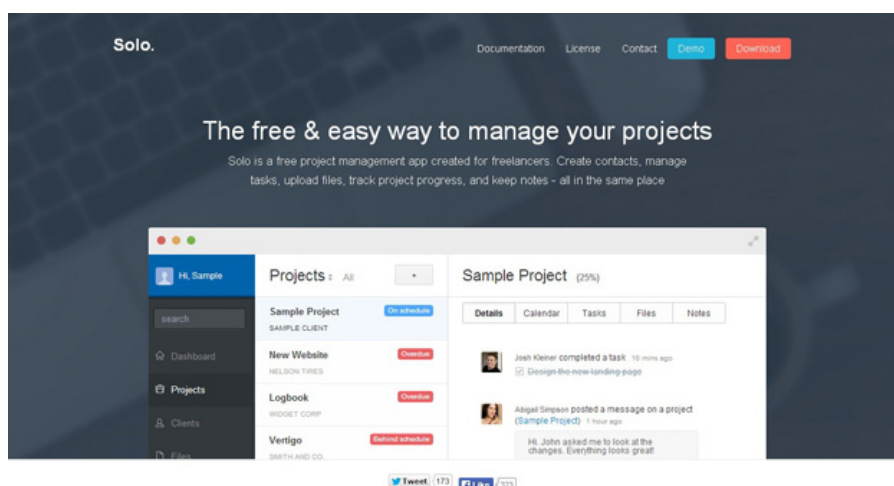 Solo.
Documentation License Contact Demo Download
The free & easy way to manage your projects
Solo is a free project management app created for freelancers. Create contacts, manage
tasks, upload files, track project progress, and keep notes - all in the same place
Hi, Sample
Projects All +
Sample Project (25%)
search
Dashboard
Projects
Clients
Files
Sample Project On schedule
SAMPLE CLIENT
New Website Overdue
NELSON TIRES
Logbook Overdue
WIDGET CORP
Vertigo Behind schedule
SMITH AND CO.
Details Calendar Tasks Files Notes
Josh Kleiner completed a task 10 mins ago
Design the new landing page
Abigail Simpson posted a message on a project
(Sample Project) 1 hour ago
Hi. John asked me to look at the
changes. Everything looks great!
Tweet 173 Like 323